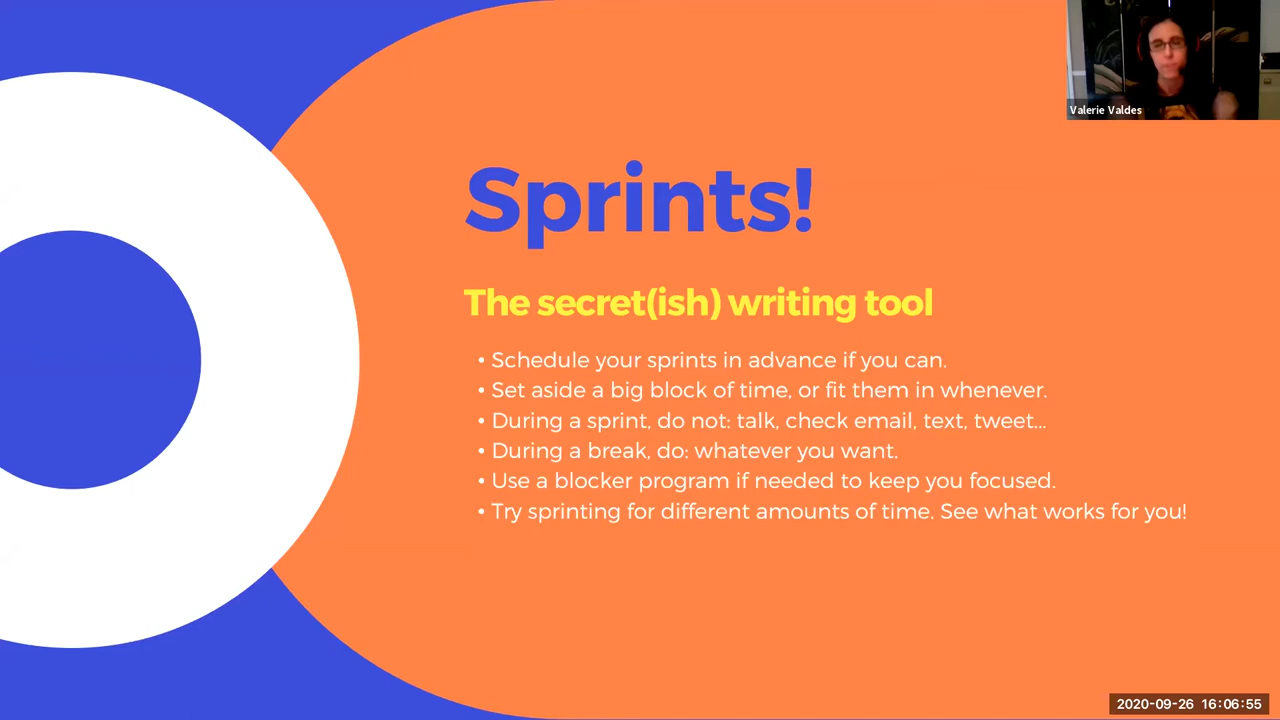 Valerie Valdes
Sprints!
The secret(ish) writing tool
• Schedule your sprints in advance if you can.
• Set aside a big block of time, or fit them in whenever.
• During a sprint, do not: talk, check email, text, tweet...
• During a break, do: whatever you want.
• Use a blocker program if needed to keep you focused.
• Try sprinting for different amounts of time. See what works for you!
2020-09-26 16:06:55